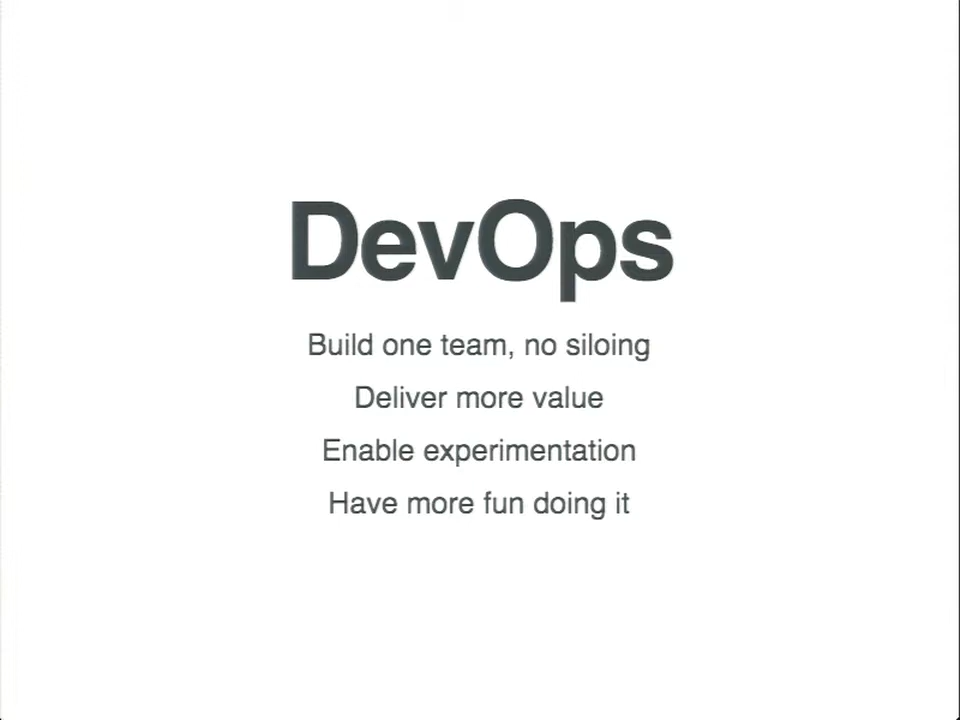 DevOps
Build one team, no siloing
Deliver more value
Enable experimentation
Have more fun doing it